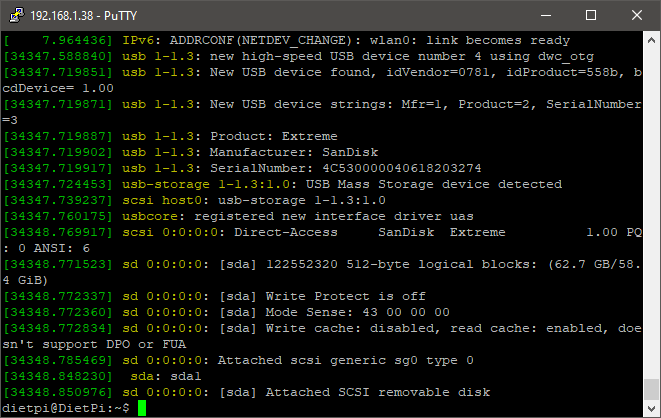 192.168.1.38 - PuTTY
[    7.964436] IPv6: ADDRCONF(NETDEV_CHANGE): wlan0: link becomes ready
[34347.588840] usb 1-1.3: new high-speed USB device number 4 using dwc_otg
[34347.719851] usb 1-1.3: New USB device found, idVendor=0781, idProduct=558b, b
cdDevice= 1.00
[34347.719871] usb 1-1.3: New USB device strings: Mfr=1, Product=2, SerialNumber
=3
[34347.719887] usb 1-1.3: Product: Extreme
[34347.719902] usb 1-1.3: Manufacturer: SanDisk
[34347.719917] usb 1-1.3: SerialNumber: 4C530000040618203274
[34347.724453] usb-storage 1-1.3:1.0: USB Mass Storage device detected
[34347.739237] scsi host0: usb-storage 1-1.3:1.0
[34347.760175] usbcore: registered new interface driver uas
[34348.769917] scsi 0:0:0:0: Direct-Access     SanDisk  Extreme          1.00 PQ
: 0 ANSI: 6
[34348.771523] sd 0:0:0:0: [sda] 122552320 512-byte logical blocks: (62.7 GB/58.
4 GiB)
[34348.772337] sd 0:0:0:0: [sda] Write Protect is off
[34348.772360] sd 0:0:0:0: [sda] Mode Sense: 43 00 00 00
[34348.772834] sd 0:0:0:0: [sda] Write cache: disabled, read cache: enabled, doe
sn't support DPO or FUA
[34348.785469] sd 0:0:0:0: Attached scsi generic sg0 type 0
[34348.848230]  sda: sda1
[34348.850976] sd 0:0:0:0: [sda] Attached SCSI removable disk
dietpi@DietPi:~$